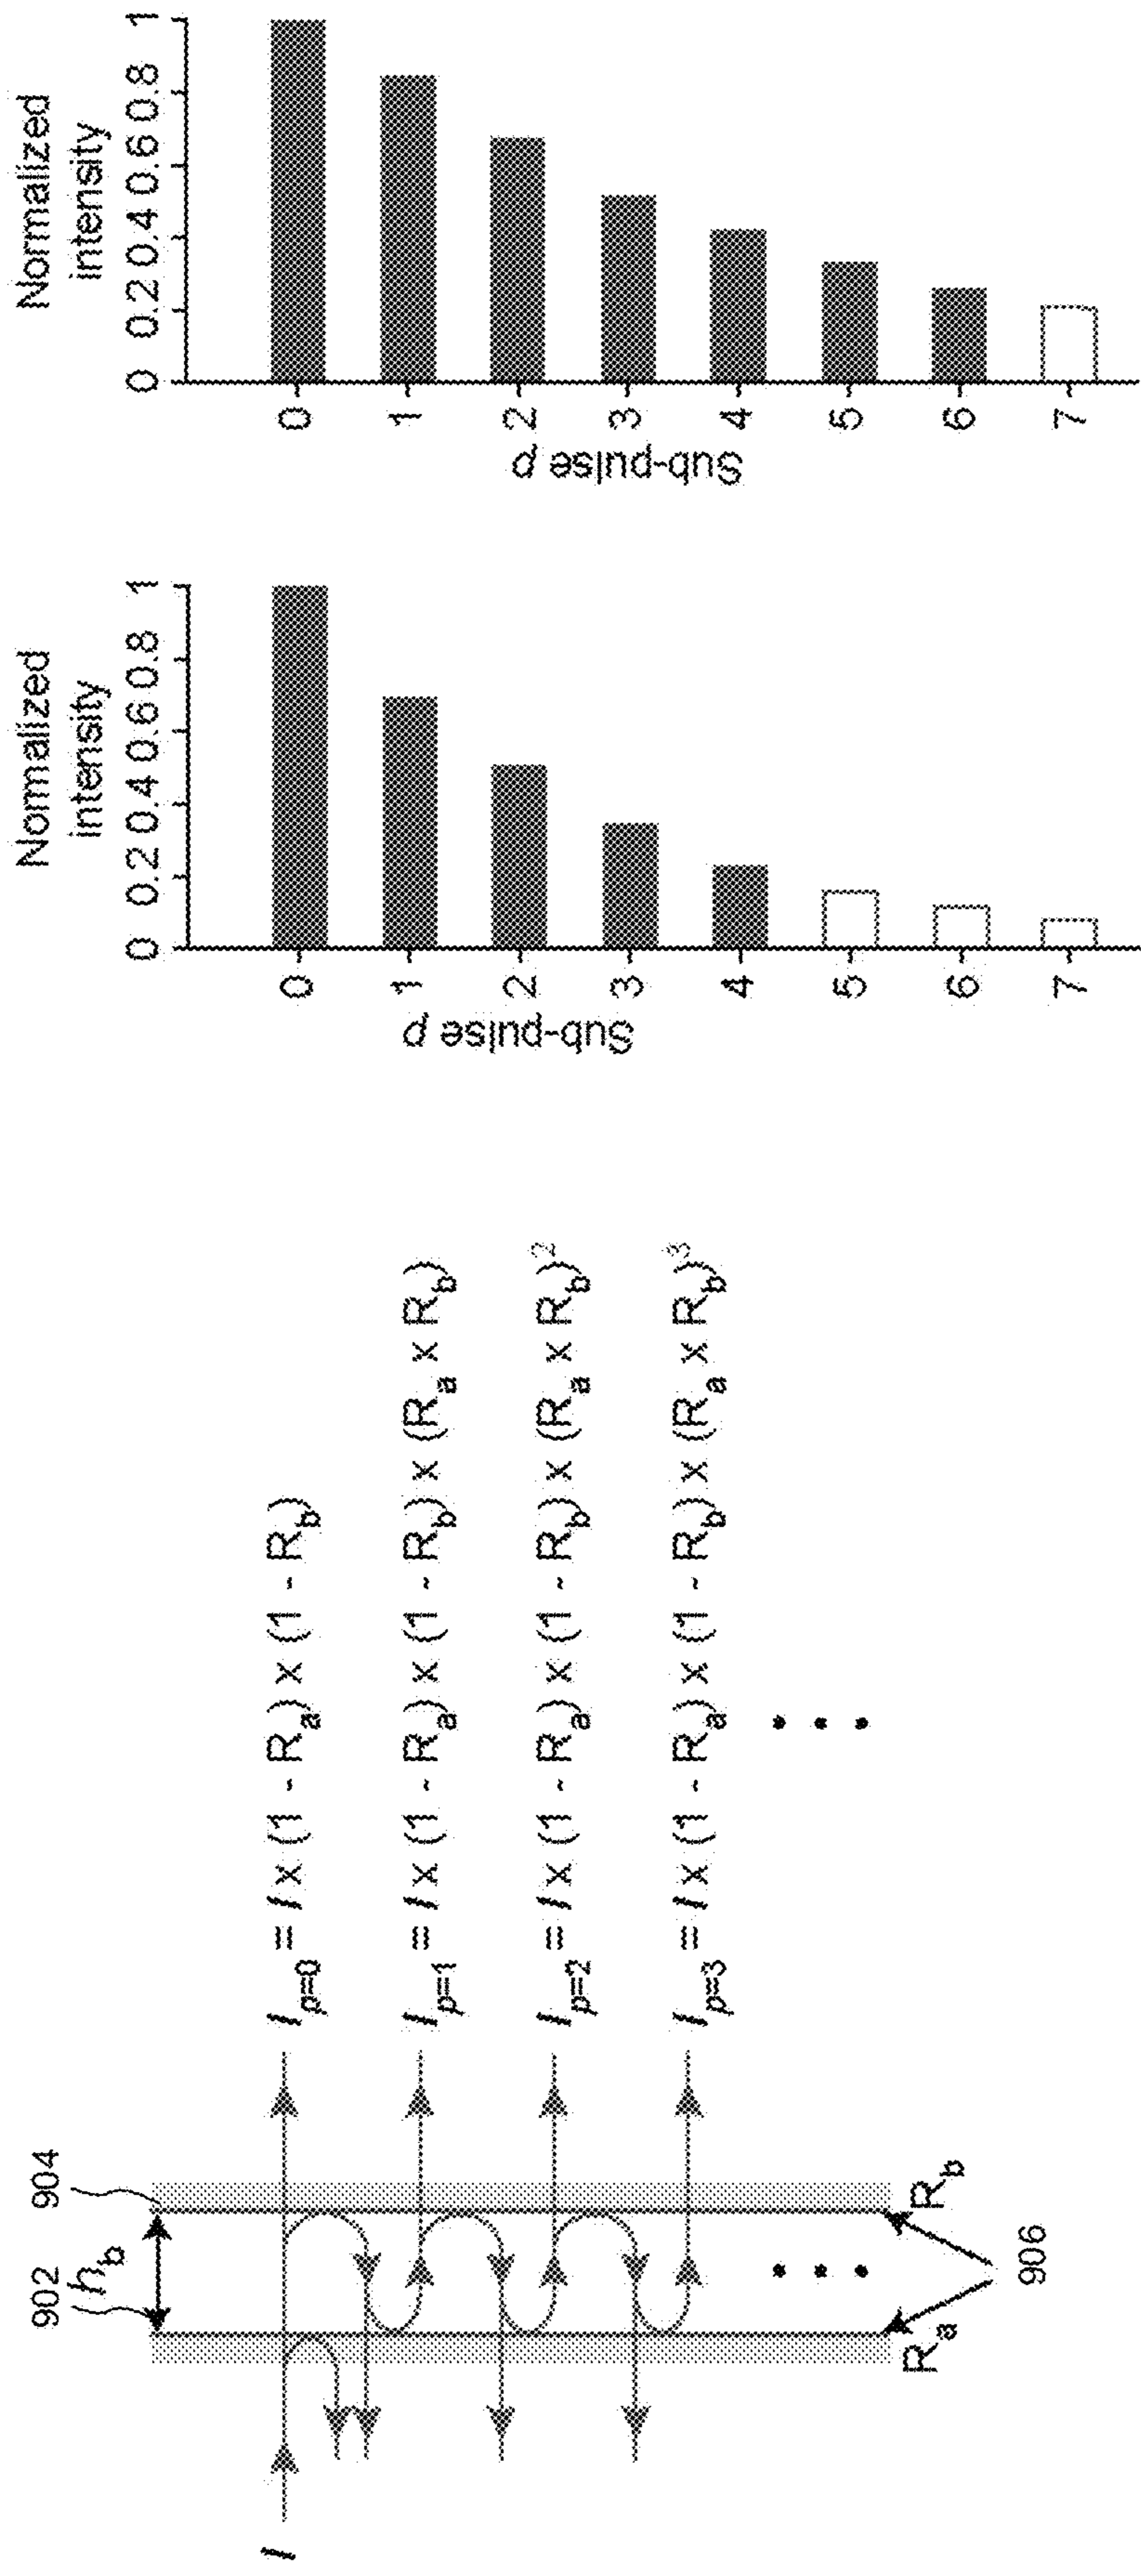 902
904
h_b
I
I_{p=0} = I x (1 - R_a) x (1 - R_b)
I_{p=1} = I x (1 - R_a) x (1 - R_b) x (R_a x R_b)
I_{p=2} = I x (1 - R_a) x (1 - R_b) x (R_a x R_b)^2
I_{p=3} = I x (1 - R_a) x (1 - R_b) x (R_a x R_b)^3
R_a
R_b
906
Normalized
intensity
0 0.2 0.4 0.6 0.8 1
0
1
2
3
4
5
6
7
Sub-pulse p
Normalized
intensity
0 0.2 0.4 0.6 0.8 1
0
1
2
3
4
5
6
7
Sub-pulse p